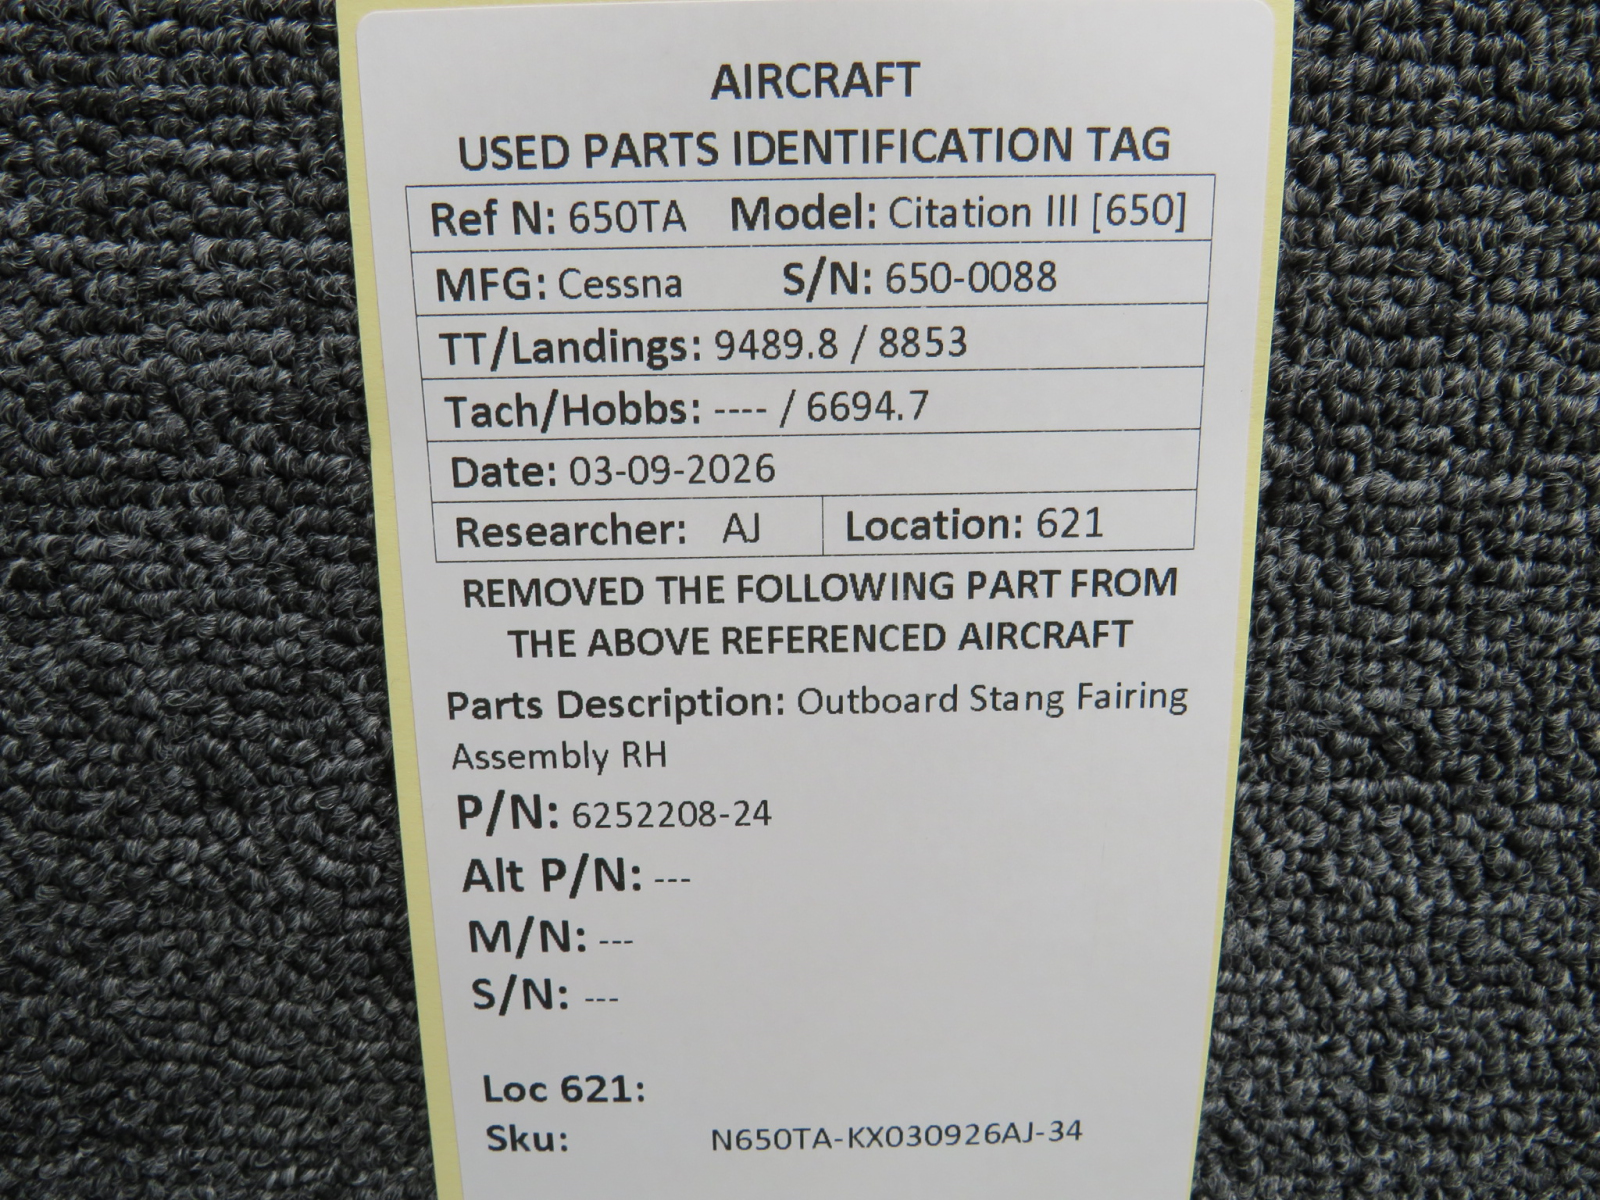 AIRCRAFT
USED PARTS IDENTIFICATION TAG
Ref N: 650TA Model: Citation III [650]
MFG: Cessna S/N: 650-0088
TT/Landings: 9489.8 / 8853
Tach/Hobbs: ---- / 6694.7
Date: 03-09-2026
Researcher: AJ Location: 621
REMOVED THE FOLLOWING PART FROM
THE ABOVE REFERENCED AIRCRAFT
Parts Description: Outboard Stang Fairing
Assembly RH
P/N: 6252208-24
Alt P/N: ---
M/N: ---
S/N: ---
Loc 621:
Sku: N650TA-KX030926AJ-34